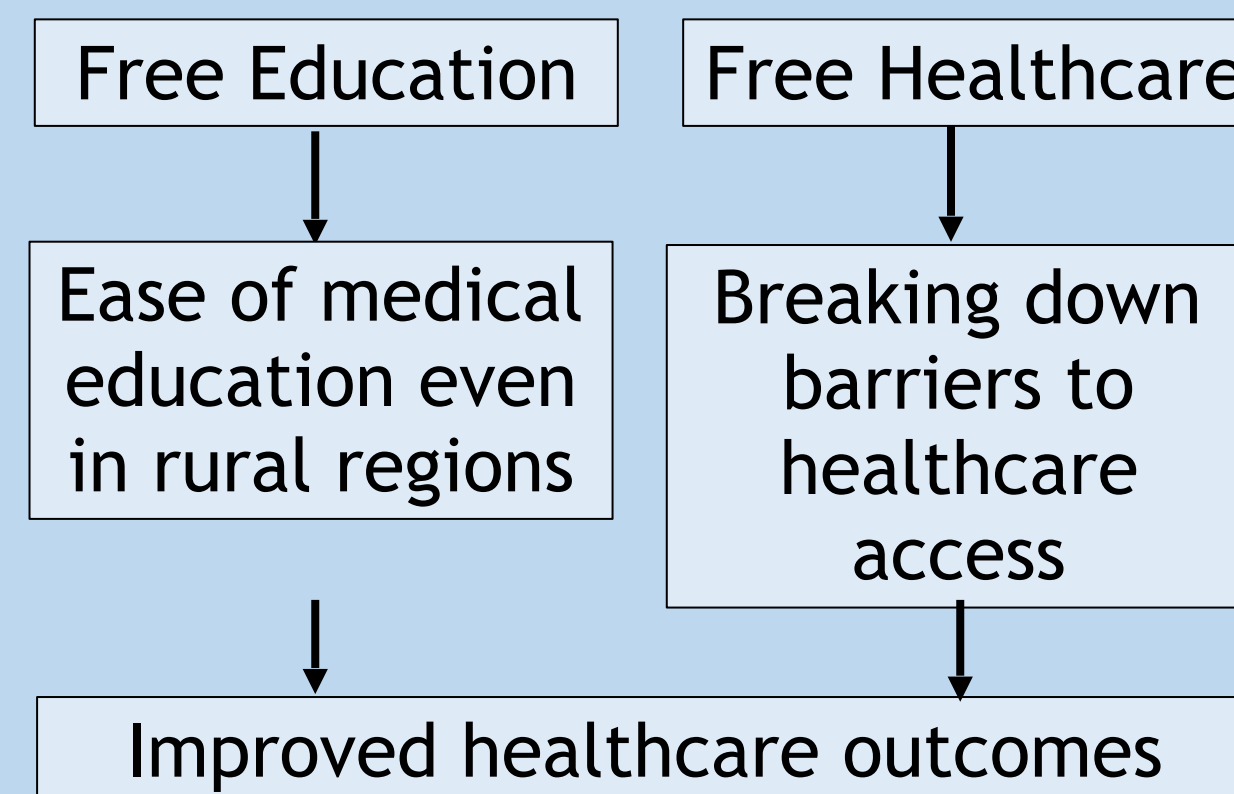 Free Education
Free Healthcare
Ease of medical
education even
in rural regions
Breaking down
barriers to
healthcare
access
Improved healthcare outcomes